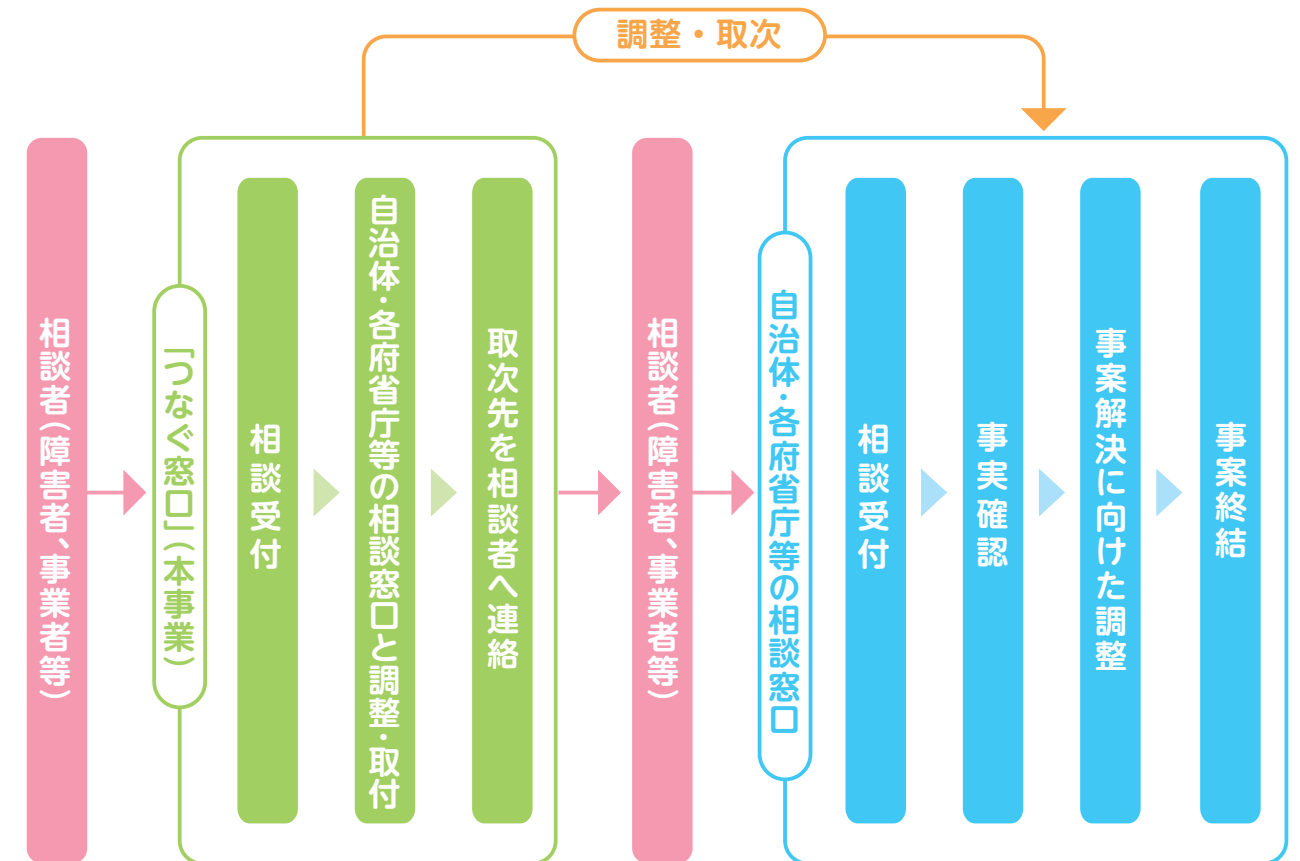 調整・取次
相談者（障害者、事業者等）
「つなぐ窓口」（本事業）
相談受付
自治体・各府省庁等の相談窓口と調整・取付
取次先を相談者へ連絡
相談者（障害者、事業者等）
自治体・各府省庁等の相談窓口
相談受付
事実確認
事案解決に向けた調整
事案終結